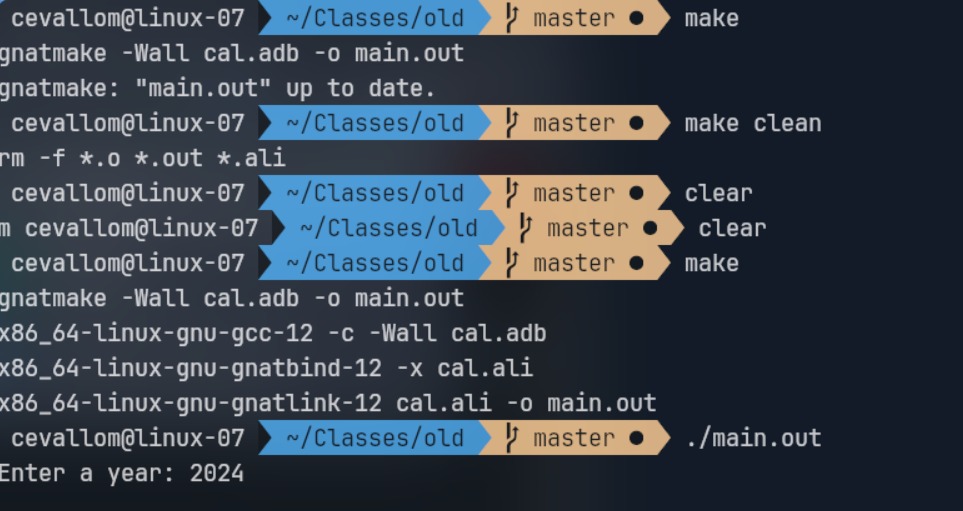 cevallom@linux-07 ~/Classes/old master ● make
gnatmake -Wall cal.adb -o main.out
gnatmake: "main.out" up to date.
cevallom@linux-07 ~/Classes/old master ● make clean
rm -f *.o *.out *.ali
cevallom@linux-07 ~/Classes/old master ● clear
m cevallom@linux-07 ~/Classes/old master ● clear
cevallom@linux-07 ~/Classes/old master ● make
gnatmake -Wall cal.adb -o main.out
x86_64-linux-gnu-gcc-12 -c -Wall cal.adb
x86_64-linux-gnu-gnatbind-12 -x cal.ali
x86_64-linux-gnu-gnatlink-12 cal.ali -o main.out
cevallom@linux-07 ~/Classes/old master ● ./main.out
Enter a year: 2024